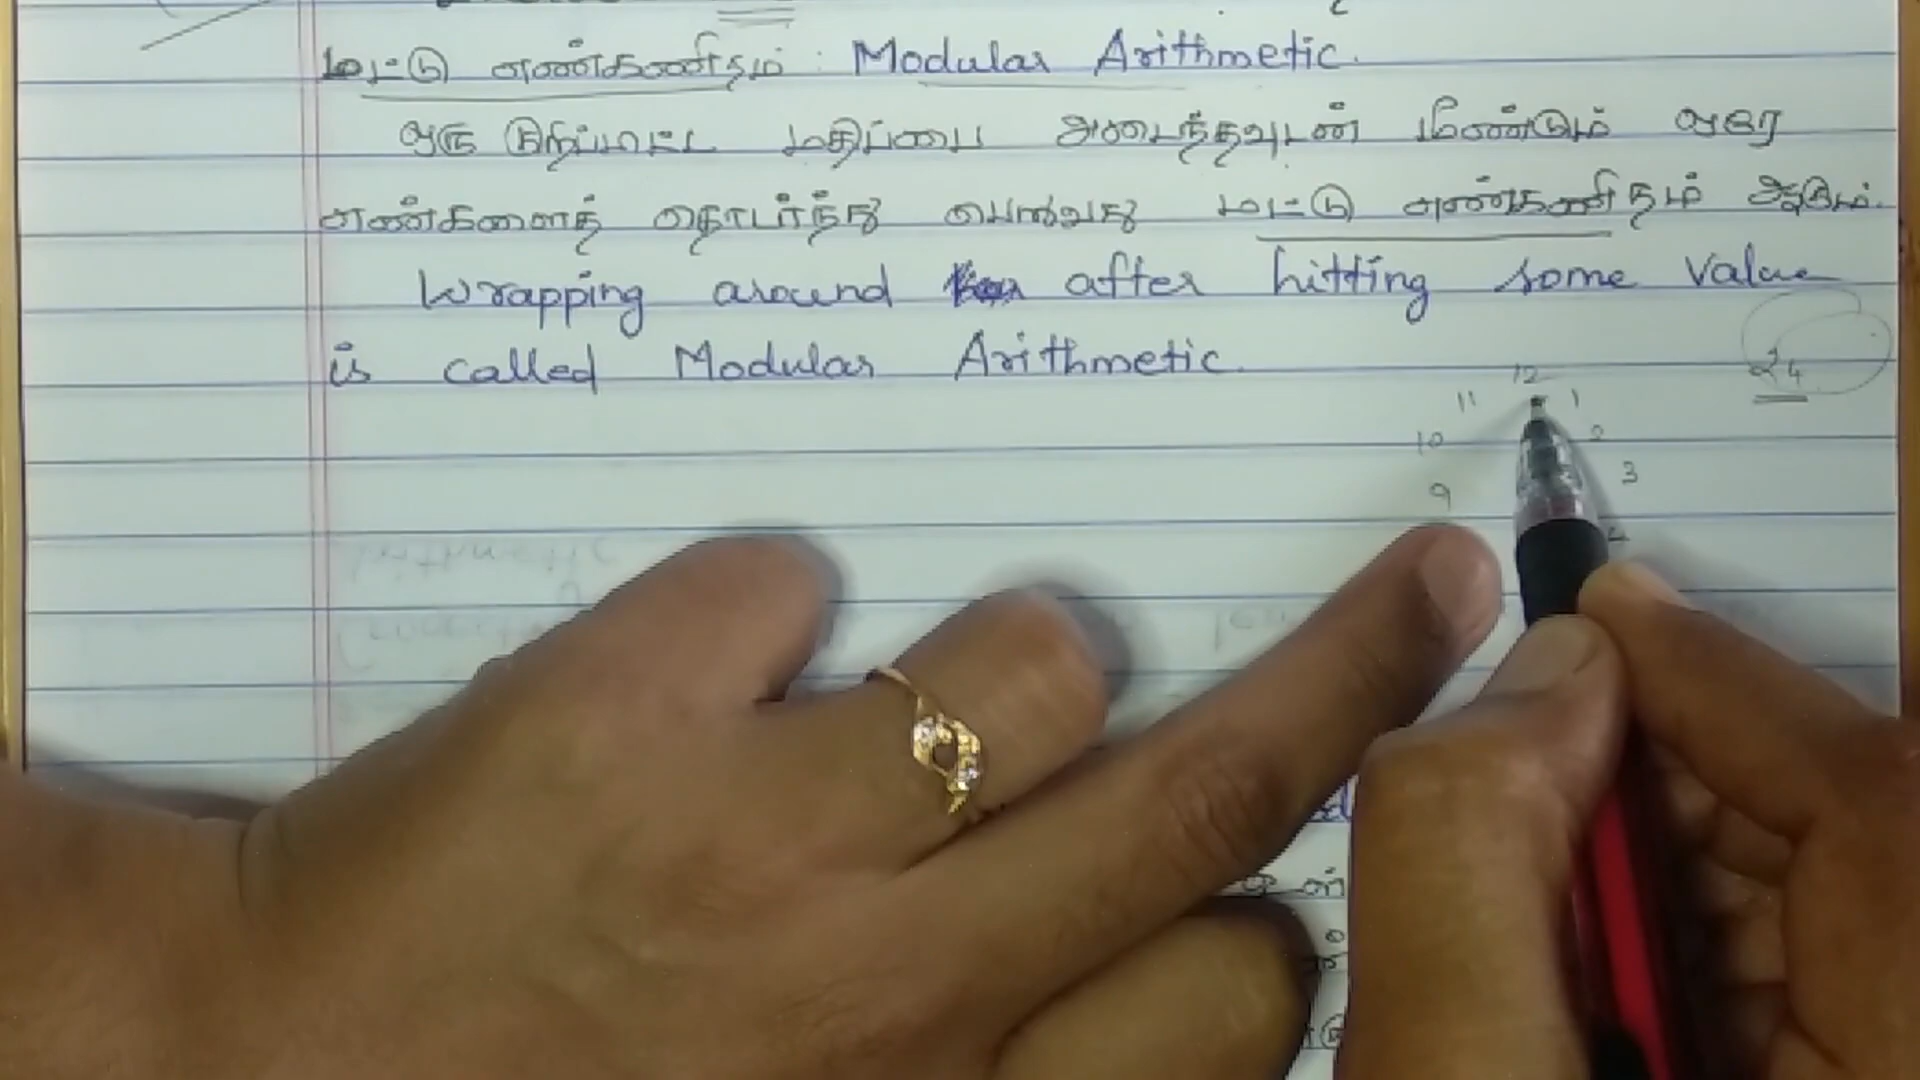 மட்டு எண்கணிதம் : Modular Arithmetic.
ஒரு குறிப்பிட்ட மதிப்பை அடைந்தவுடன் மீண்டும் ஒரே
எண்களைத் தொடர்ந்து பெறுவது மட்டு எண்கணிதம் ஆகும்.
Wrapping around after hitting some Value
is called Modular Arithmetic.
12 24
11 1
10 2
9 3
4